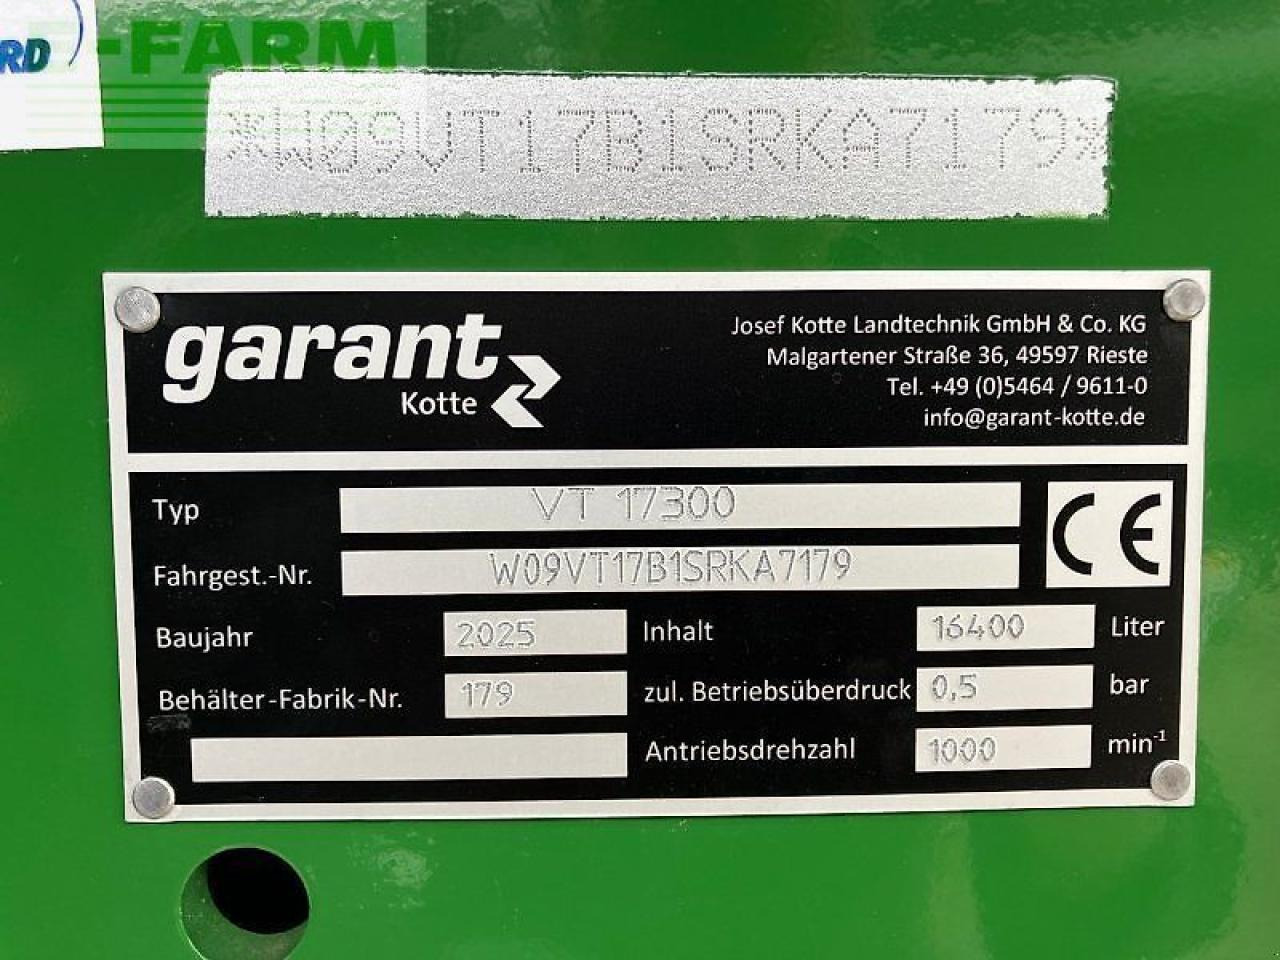 RD
-FARM
*W09VT17B1SRKA7179*
garant
Kotte
Josef Kotte Landtechnik GmbH & Co. KG
Malgartener Straße 36, 49597 Rieste
Tel. +49 (0)5464 / 9611-0
info@garant-kotte.de
Typ VT 17300
CE
Fahrgest.-Nr. W09VT17B1SRKA7179
Baujahr 2025 Inhalt 16400 Liter
Behälter-Fabrik-Nr. 179 zul. Betriebsüberdruck 0,5 bar
Antriebsdrehzahl 1000 min-1